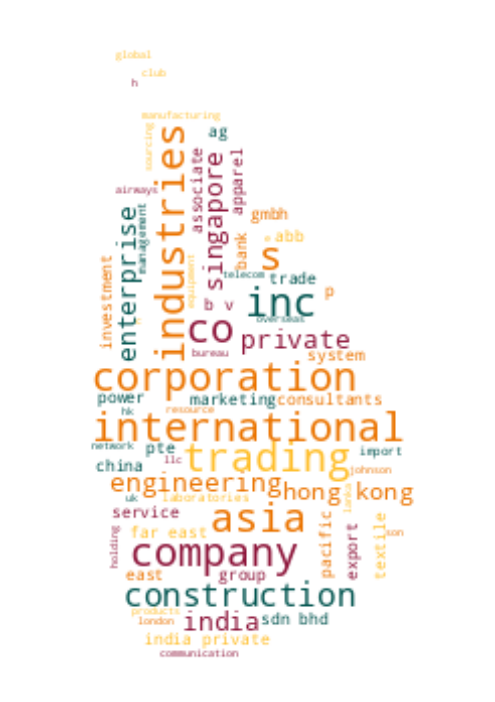 global
club
h
manufacturing
sourcing
industries
ag
associate
singapore
apparel
airways
enterprise
management
gmbh
bank
abb
e
s
investment
equipment
telecom
trade
p
b
v
inc
overseas
co
private
bureau
system
corporation
power
marketing
consultants
hk
resource
international
network
pte
import
trading
llc
china
johnson
engineering
hong kong
lanka
uk
laboratories
service
asia
pacific
export
textile
far east
son
holding
company
east
group
construction
products
london
india
sdn bhd
india private
communication